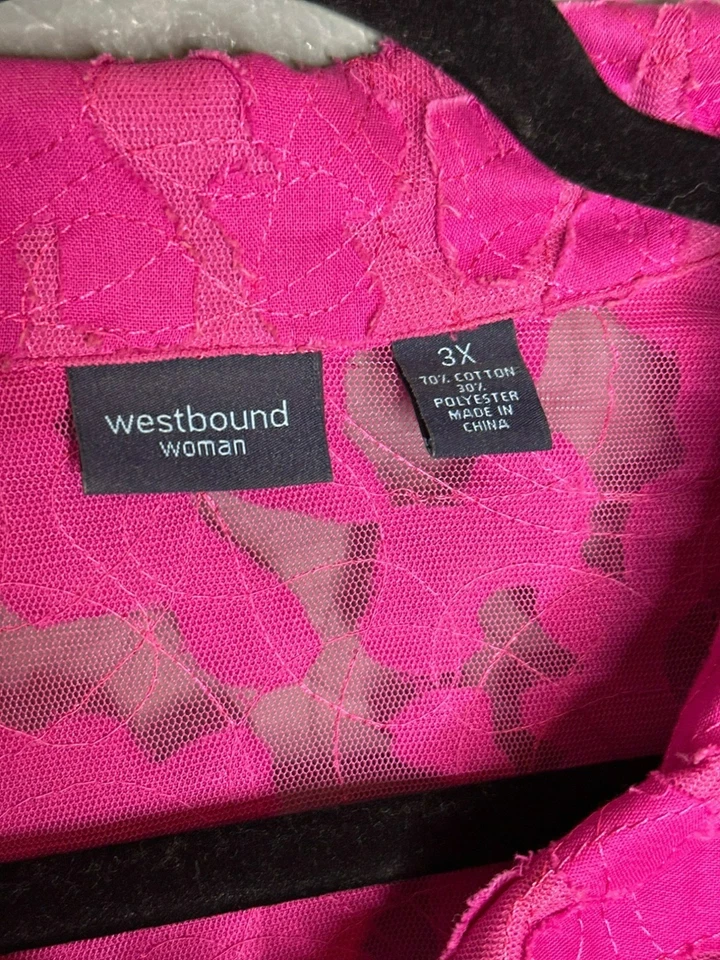 westbound
woman
3X
70% COTTON
30%
POLYESTER
MADE IN
CHINA